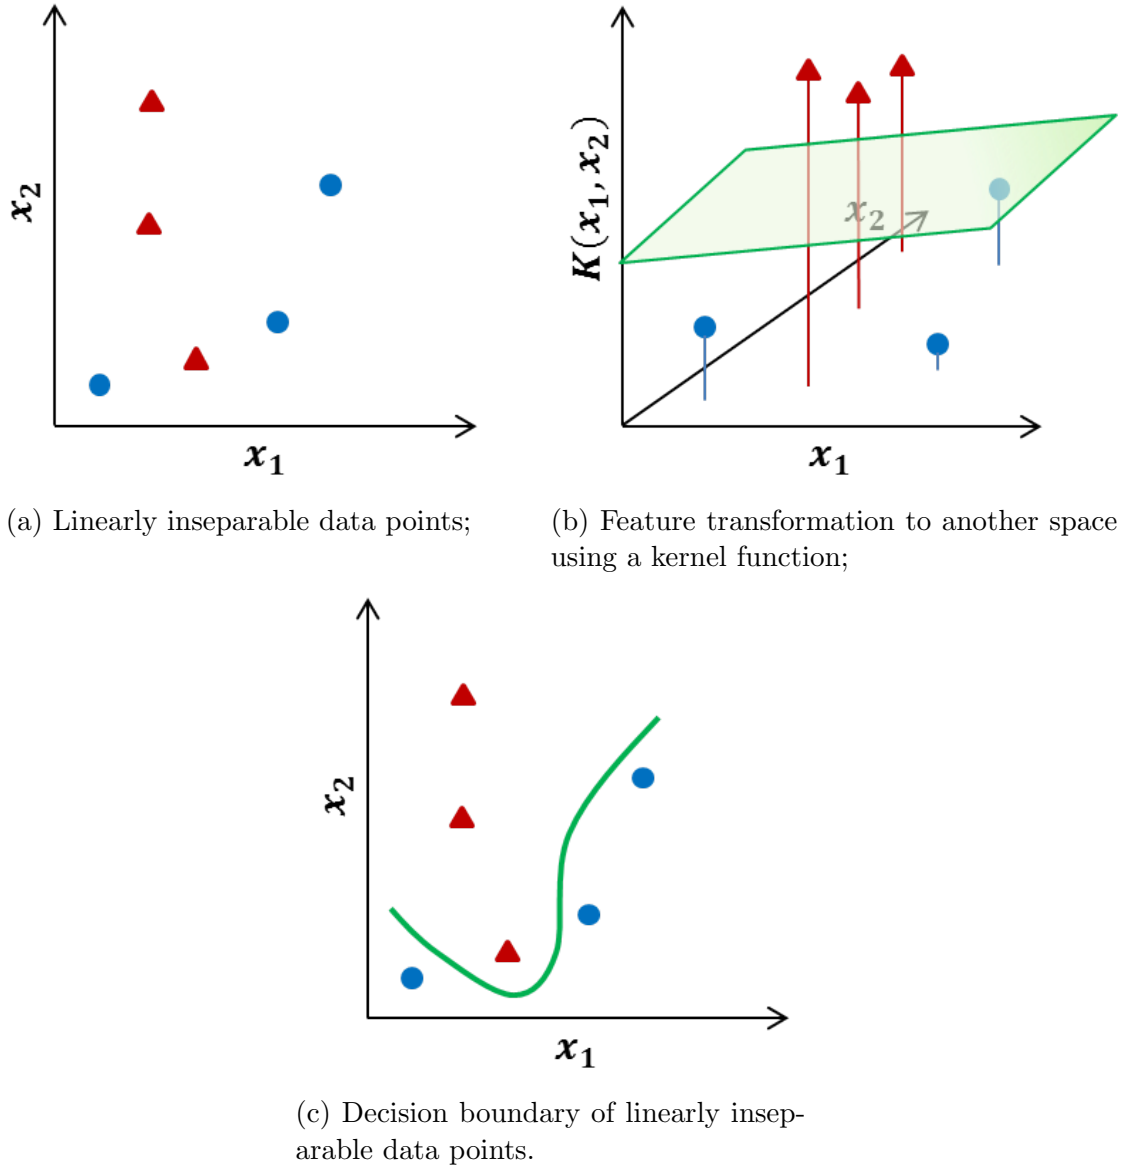 x₂
x₁
(a) Linearly inseparable data points;
K(x₁, x₂)
x₂
x₁
(b) Feature transformation to another space
using a kernel function;
x₂
x₁
(c) Decision boundary of linearly insep-
arable data points.